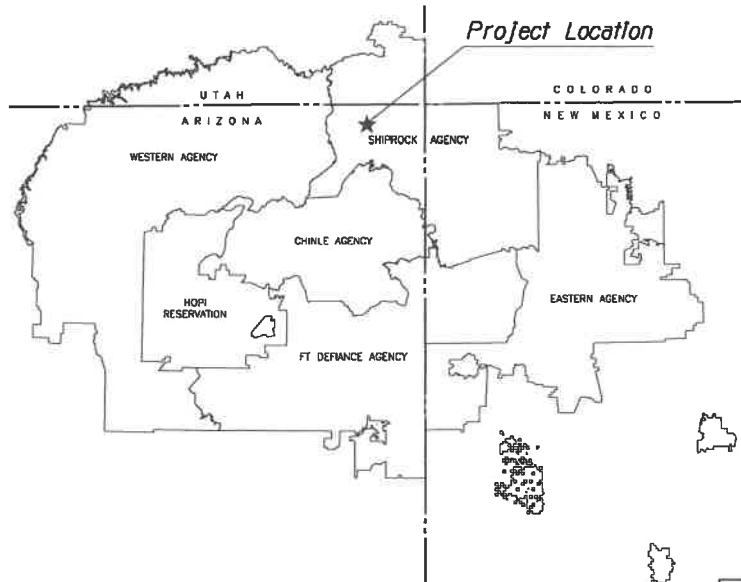 Project Location
UTAH
COLORADO
ARIZONA
NEW MEXICO
SHIPROCK AGENCY
WESTERN AGENCY
CHINLE AGENCY
HOPI
RESERVATION
EASTERN AGENCY
FT DEFIANCE AGENCY